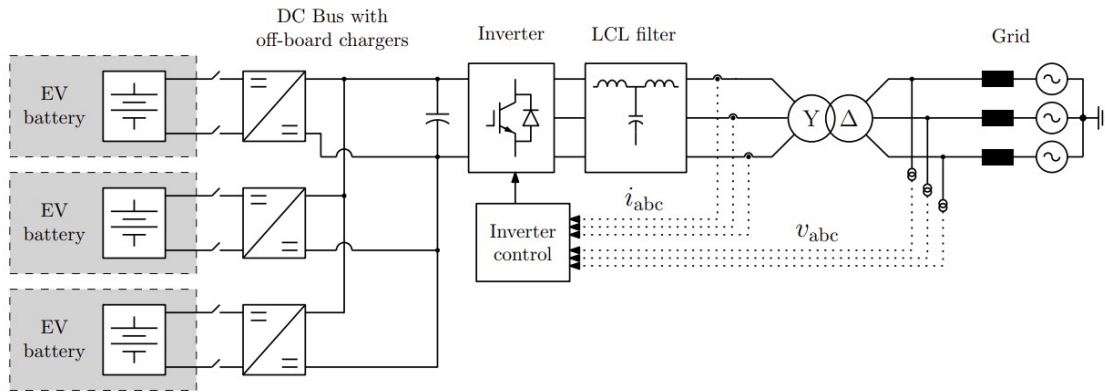 DC Bus with
off-board chargers
Inverter
LCL filter
Grid
EV
battery
Y Δ
EV
battery
i_abc
Inverter
control
v_abc
EV
battery